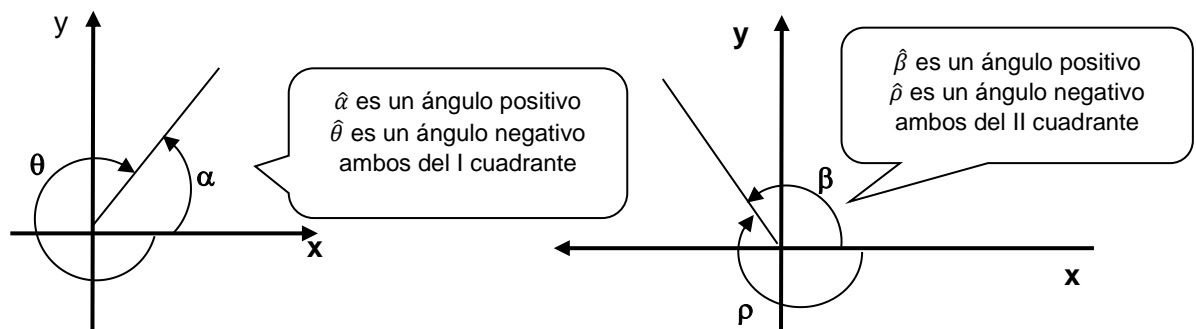 y
α̂ es un ángulo positivo
θ̂ es un ángulo negativo
ambos del I cuadrante
θ
α
x
y
β̂ es un ángulo positivo
ρ̂ es un ángulo negativo
ambos del II cuadrante
β
x
ρ